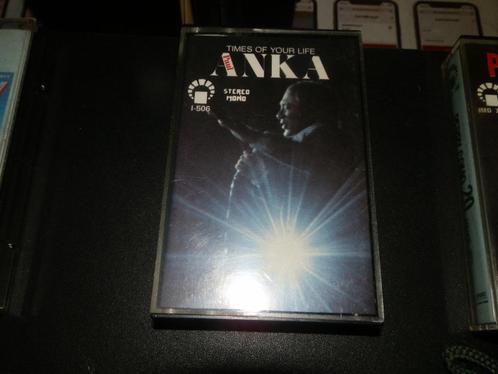 TIMES OF YOUR LIFE
Paul
ANKA
STEREO
MONO
I-506